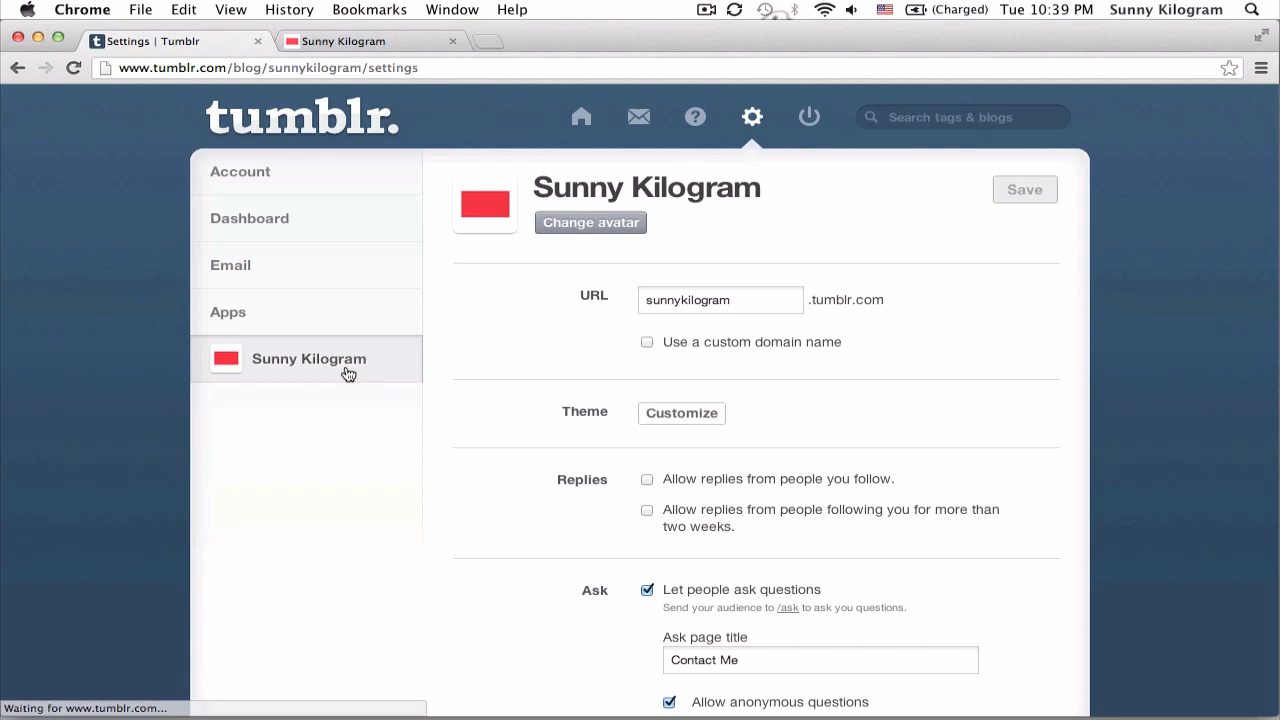 Chrome File Edit View History Bookmarks Window Help (Charged) Tue 10:39 PM Sunny Kilogram
Settings | Tumblr Sunny Kilogram
www.tumblr.com/blog/sunnykilogram/settings
tumblr. Search tags & blogs
Account
Dashboard
Email
Apps
Sunny Kilogram
Sunny Kilogram
Save
Change avatar
URL sunnykilogram .tumblr.com
Use a custom domain name
Theme Customize
Replies Allow replies from people you follow.
Allow replies from people following you for more than
two weeks.
Ask Let people ask questions
Send your audience to /ask to ask you questions.
Ask page title
Contact Me
Allow anonymous questions
Waiting for www.tumblr.com...